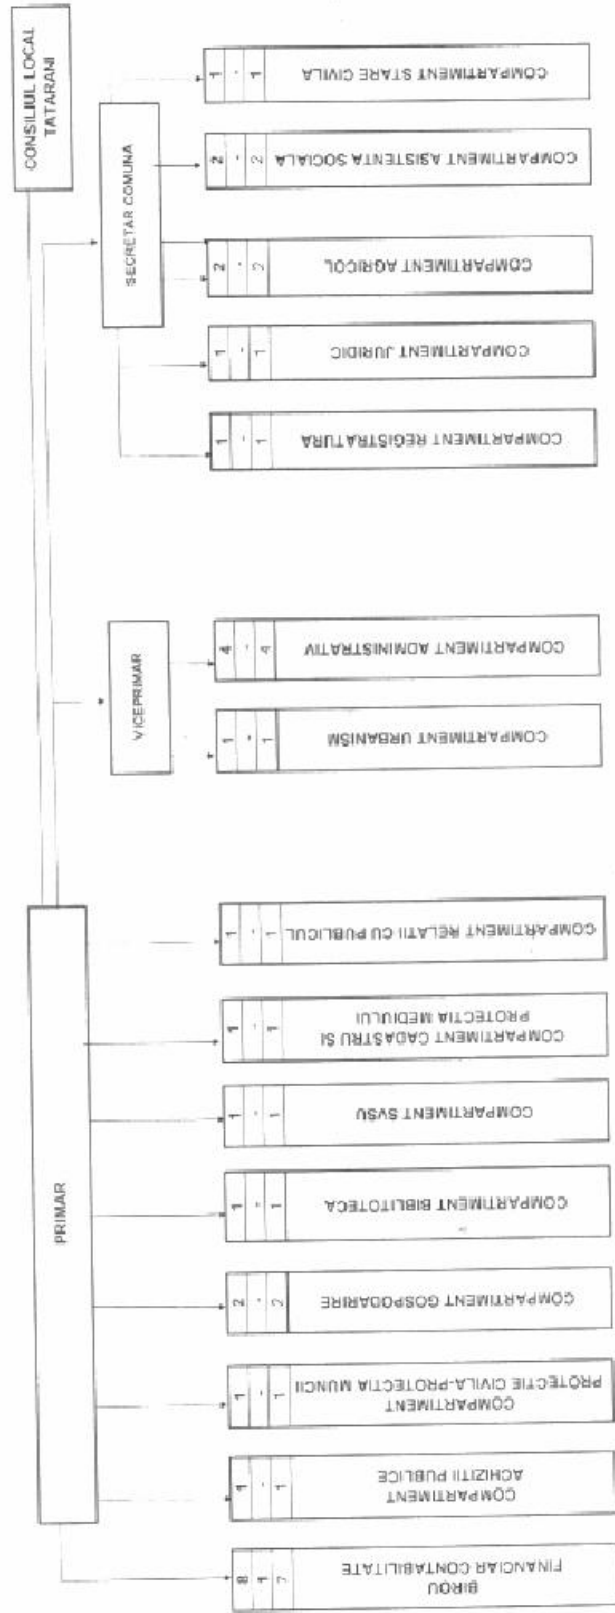 CONSILIUL LOCAL
TATARANI
PRIMAR
VICEPRIMAR
SECRETAR COMUNA
8 1 7
BIROU
FINANCIAR CONTABILITATE
1 - 1
COMPARTIMENT
ACHIZITII PUBLICE
1 - 1
COMPARTIMENT
PROTECTIE CIVILA-PROTECTIA MUNCII
2 - 2
COMPARTIMENT GOSPODARIRE
1 - 1
COMPARTIMENT BIBLITOTECA
1 - 1
COMPARTIMENT SVSU
1 - 1
COMPARTIMENT CADASTRU SI
PROTECTIA MEDIULUI
1 - 1
COMPARTIMENT RELATII CU PUBLICUL
1 - 1
COMPARTIMENT URBANISM
4 - 4
COMPARTIMENT ADMINISTRATIV
1 - 1
COMPARTIMENT REGISTRATURA
1 - 1
COMPARTIMENT JURIDIC
2 - 2
COMPARTIMENT AGRICOL
2 - 2
COMPARTIMENT ASISTENTA SOCIALA
1 - 1
COMPARTIMENT STARE CIVILA